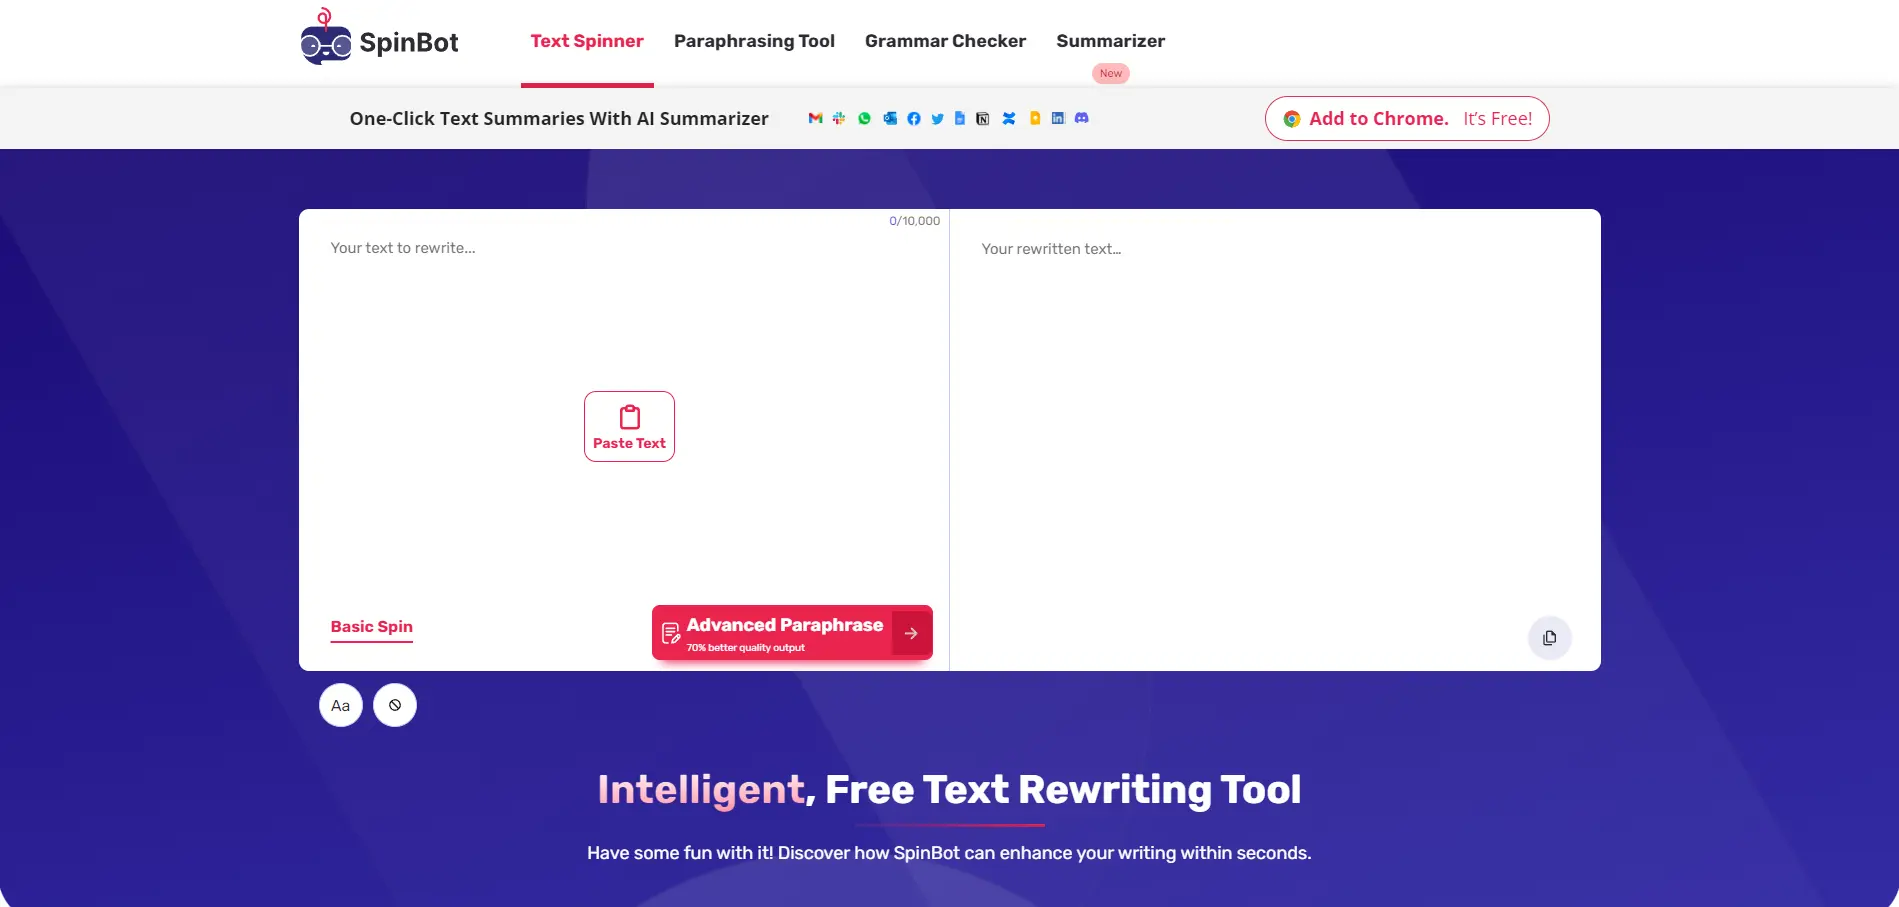 SpinBot
Text Spinner
Paraphrasing Tool
Grammar Checker
Summarizer
New
One-Click Text Summaries With AI Summarizer
Add to Chrome. It's Free!
0/10,000
Your text to rewrite...
Your rewritten text...
Paste Text
Basic Spin
Advanced Paraphrase
70% better quality output
Aa
Intelligent, Free Text Rewriting Tool
Have some fun with it! Discover how SpinBot can enhance your writing within seconds.